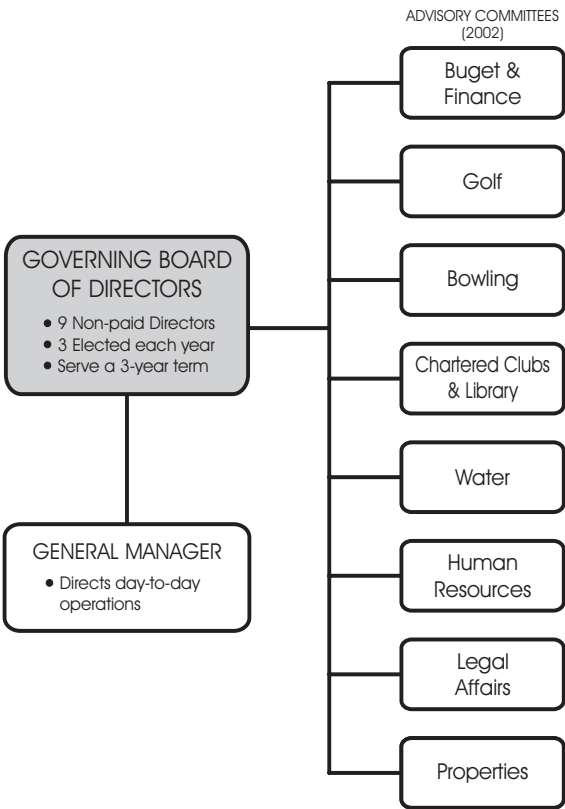 ADVISORY COMMITTEES
(2002)
Buget &
Finance
Golf
GOVERNING BOARD
OF DIRECTORS
• 9 Non-paid Directors
• 3 Elected each year
• Serve a 3-year term
Bowling
Chartered Clubs
& Library
Water
GENERAL MANAGER
• Directs day-to-day
operations
Human
Resources
Legal
Affairs
Properties